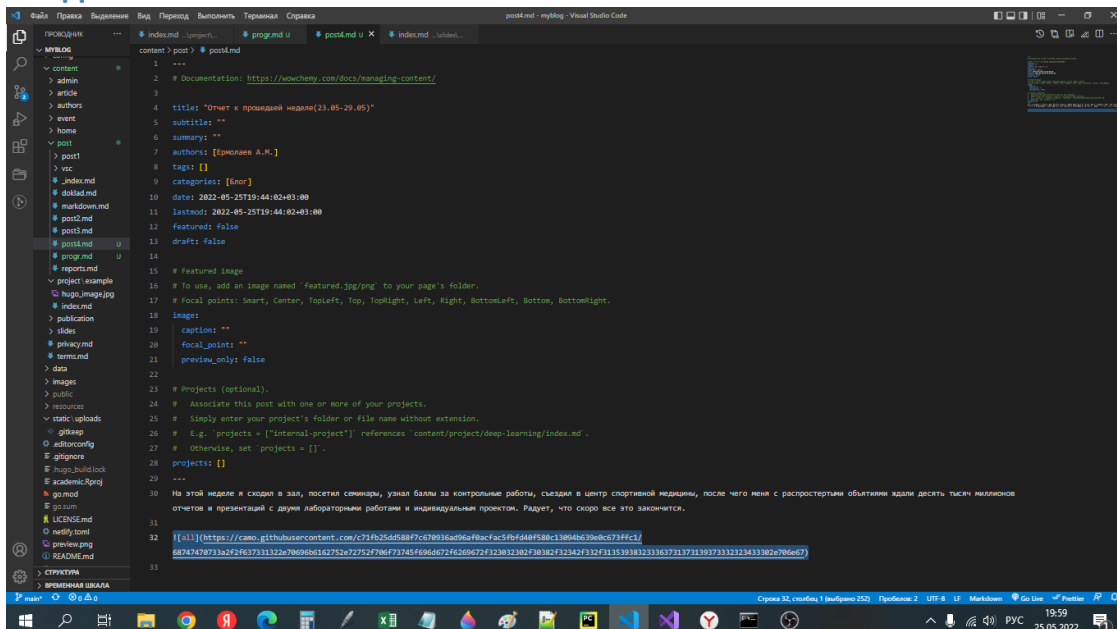 Файл Правка Выделение Вид Переход Выполнить Терминал Справка
post4.md - myblog - Visual Studio Code
ПРОВОДНИК
index.md ...\project\...
progr.md U
post4.md U
index.md ...\slides\...
MYBLOG
content > post > post4.md
content
admin
article
authors
event
home
post
post1
vsc
_index.md
doklad.md
markdown.md
post2.md
post3.md
post4.md U
progr.md U
reports.md
project \ example
hugo_image.jpg
index.md
publication
slides
privacy.md
terms.md
data
images
public
resources
static \ uploads
.gitkeep
.editorconfig
.gitignore
.hugo_build.lock
academic.Rproj
go.mod
go.sum
LICENSE.md
netlify.toml
preview.png
README.md
СТРУКТУРА
ВРЕМЕННАЯ ШКАЛА
1 ---
2 # Documentation: https://wowchemy.com/docs/managing-content/
3
4 title: "Отчет к прошедшей неделе(23.05-29.05)"
5 subtitle: ""
6 summary: ""
7 authors: [Ермолаев А.М.]
8 tags: []
9 categories: [Блог]
10 date: 2022-05-25T19:44:02+03:00
11 lastmod: 2022-05-25T19:44:02+03:00
12 featured: false
13 draft: false
14
15 # Featured image
16 # To use, add an image named `featured.jpg/png` to your page's folder.
17 # Focal points: Smart, Center, TopLeft, Top, TopRight, Left, Right, BottomLeft, Bottom, BottomRight.
18 image:
19 caption: ""
20 focal_point: ""
21 preview_only: false
22
23 # Projects (optional).
24 # Associate this post with one or more of your projects.
25 # Simply enter your project's folder or file name without extension.
26 # E.g. `projects = ["internal-project"]` references `content/project/deep-learning/index.md`.
27 # Otherwise, set `projects = []`.
28 projects: []
29 ---
30 На этой неделе я сходил в зал, посетил семинары, узнал баллы за контрольные работы, съездил в центр спортивной медицины, после чего меня с распростертыми объятиями ждали десять тысяч миллионов
отчетов и презентаций с двумя лабораторными работами и индивидуальным проектом. Радует, что скоро все это закончится.
31
32 ![all](https://camo.githubusercontent.com/c71fb25dd588f7c670936ad96af0acfac5fbfd40f580c13094b639e0c673ffc1/
33
main*
0 0
Строка 32, столбец 1 (выбрано 252) Пробелов: 2 UTF-8 LF Markdown Go Live Prettier
РУС
19:59
25.05.2022